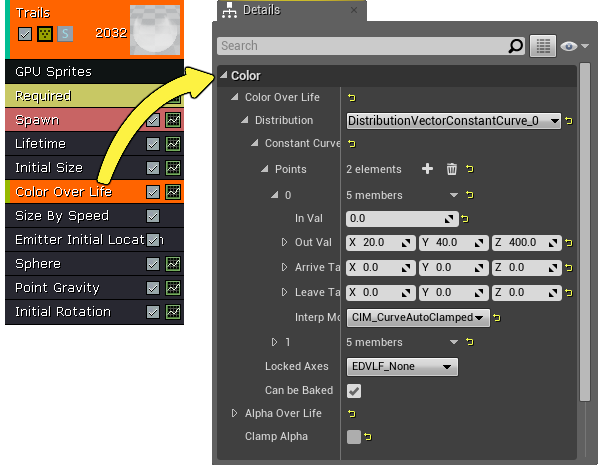 Trails
S 2032
GPU Sprites
Required
Spawn
Lifetime
Initial Size
Color Over Life
Size By Speed
Emitter Initial Location
Sphere
Point Gravity
Initial Rotation
Details
Search
Color
Color Over Life
Distribution DistributionVectorConstantCurve_0
Constant Curve
Points 2 elements
0 5 members
In Val 0.0
Out Val X 20.0 Y 40.0 Z 400.0
Arrive Ta X 0.0 Y 0.0 Z 0.0
Leave Ta X 0.0 Y 0.0 Z 0.0
Interp Mo CIM_CurveAutoClamped
1 5 members
Locked Axes EDVLF_None
Can be Baked
Alpha Over Life
Clamp Alpha